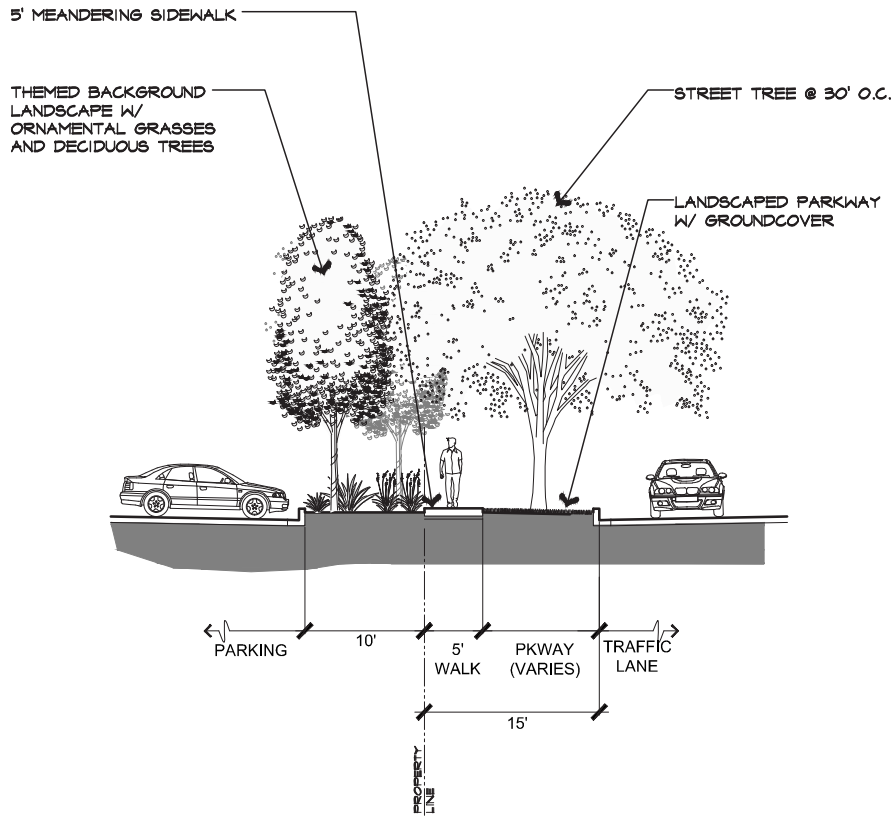 5' MEANDERING SIDEWALK
THEMED BACKGROUND
LANDSCAPE W/
ORNAMENTAL GRASSES
AND DECIDUOUS TREES
STREET TREE @ 30' O.C.
LANDSCAPED PARKWAY
W/ GROUNDCOVER
PARKING
10'
5'
WALK
PKWAY
(VARIES)
TRAFFIC
LANE
15'
PROPERTY
LINE